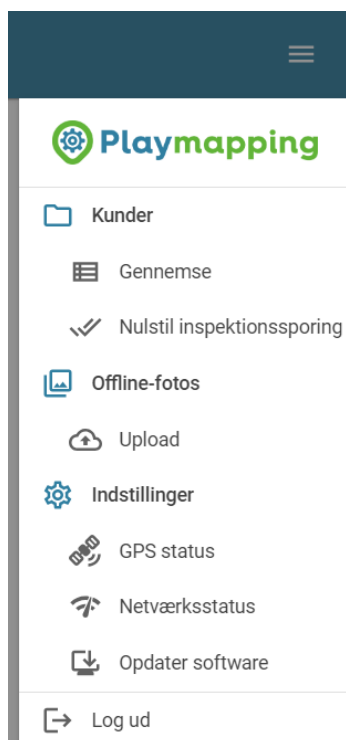 Playmapping
Kunder
Gennemse
Nulstil inspektionssporing
Offline-fotos
Upload
Indstillinger
GPS status
Netværksstatus
Opdater software
Log ud